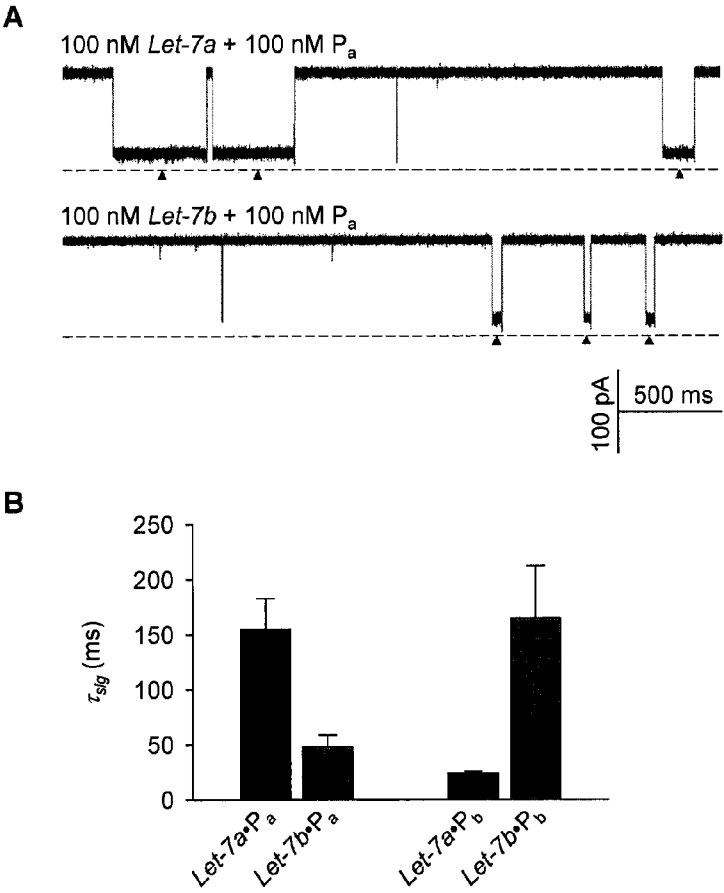 A
100 nM Let-7a + 100 nM Pa
100 nM Let-7b + 100 nM Pa
100 pA
500 ms
B
250
200
150
100
50
0
τsig (ms)
Let-7a•Pa
Let-7b•Pa
Let-7a•Pb
Let-7b•Pb